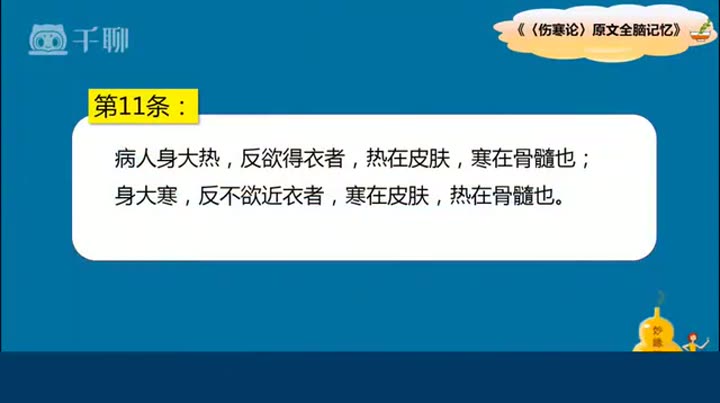 千聊
《〈伤寒论〉原文全脑记忆》
第11条：
病人身大热，反欲得衣者，热在皮肤，寒在骨髓也；
身大寒，反不欲近衣者，寒在皮肤，热在骨髓也。